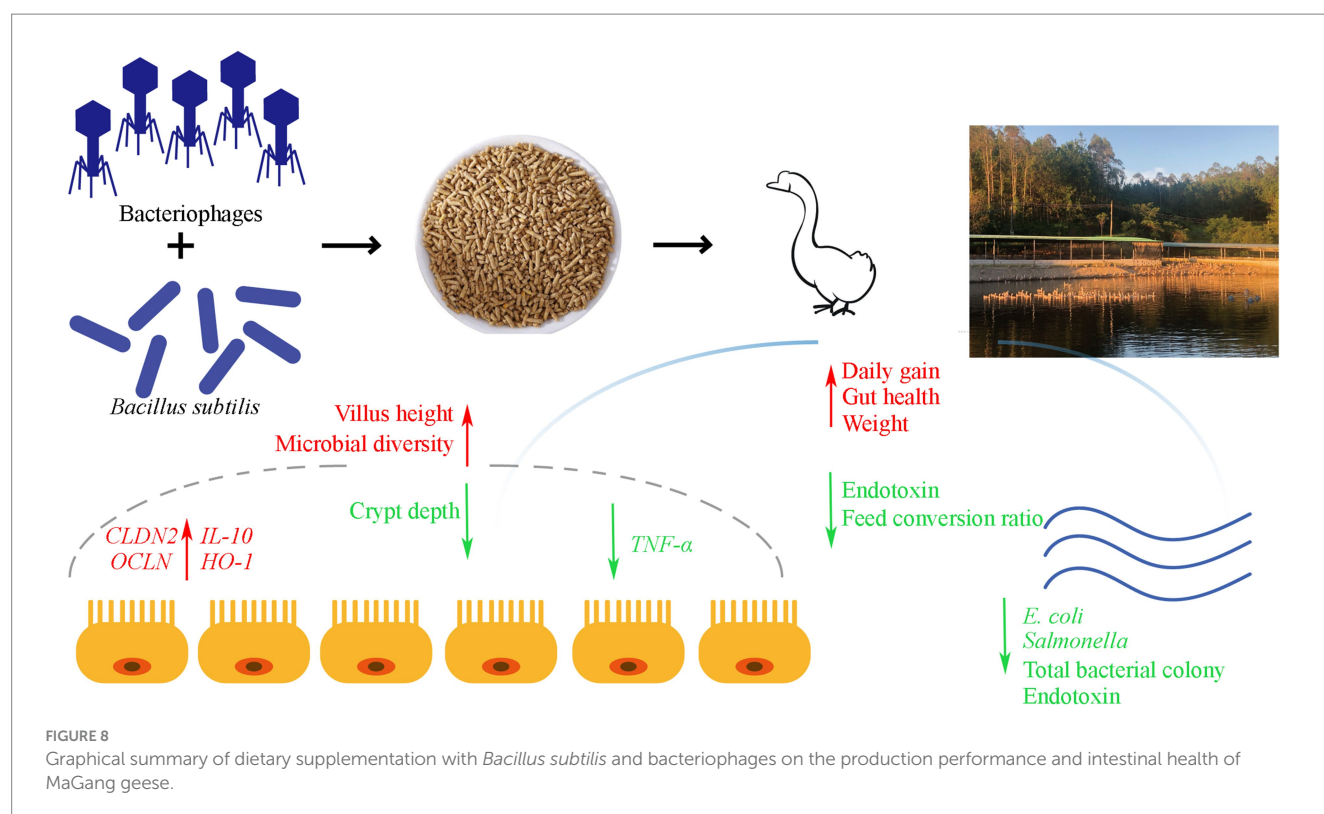 Bacteriophages
+
Bacillus subtilis
Daily gain
Gut health
Weight
Villus height
Microbial diversity
Endotoxin
Feed conversion ratio
Crypt depth
CLDN2 IL-10
OCLN HO-1
TNF-α
E. coli
Salmonella
Total bacterial colony
Endotoxin
FIGURE 8
Graphical summary of dietary supplementation with Bacillus subtilis and bacteriophages on the production performance and intestinal health of
MaGang geese.